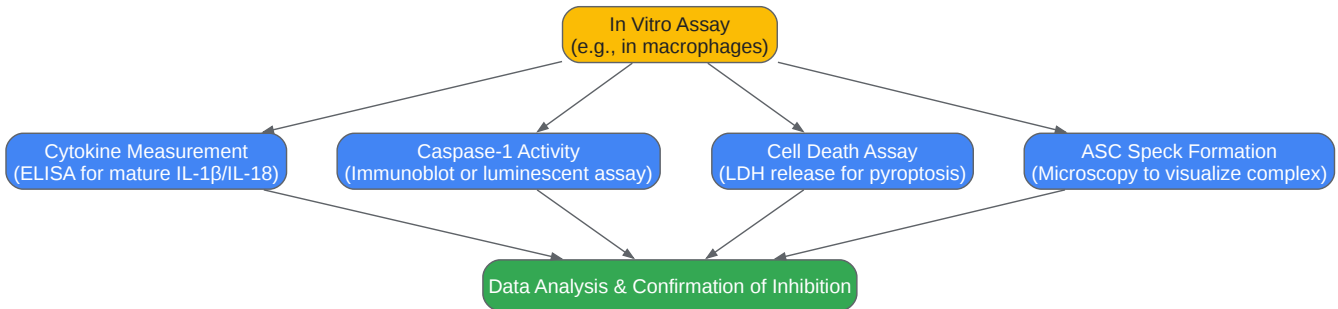 In Vitro Assay
(e.g., in macrophages)
Cytokine Measurement
(ELISA for mature IL-1β/IL-18)
Caspase-1 Activity
(Immunoblot or luminescent assay)
Cell Death Assay
(LDH release for pyroptosis)
ASC Speck Formation
(Microscopy to visualize complex)
Data Analysis & Confirmation of Inhibition